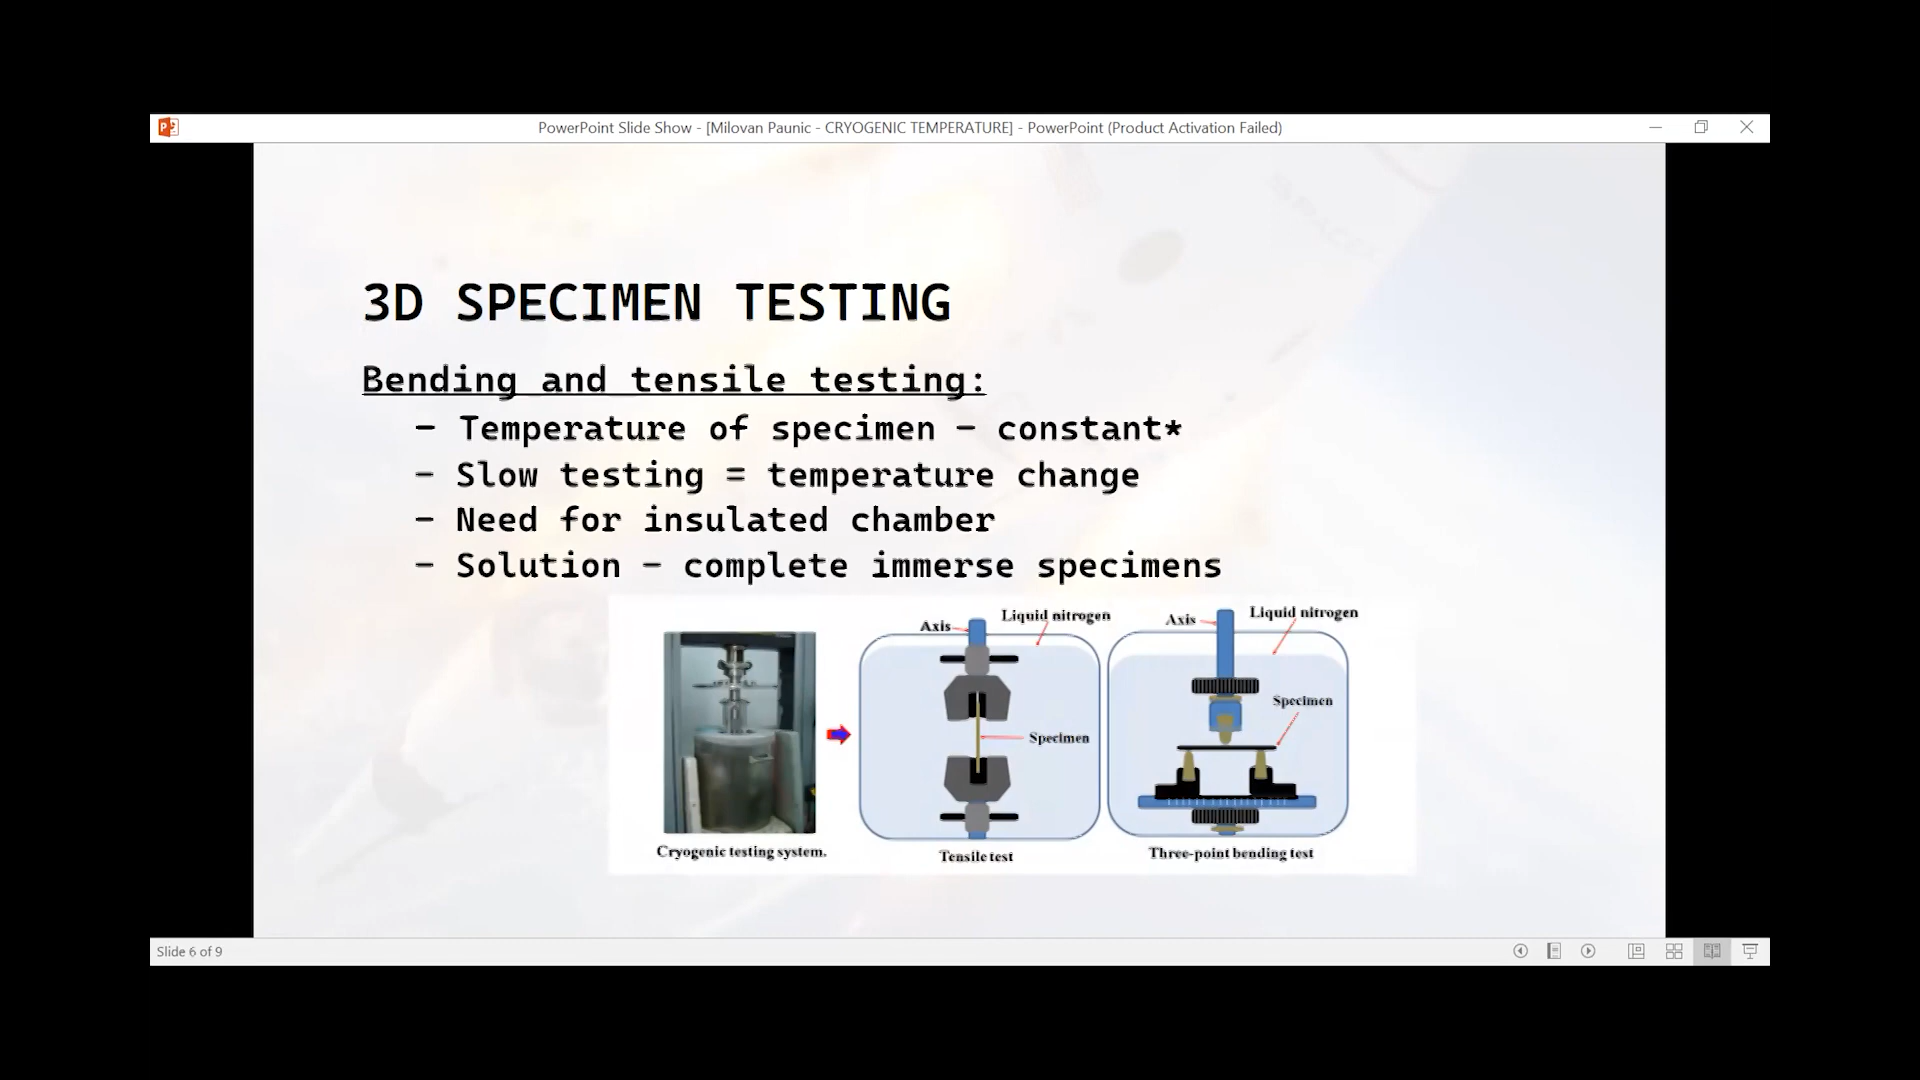 PowerPoint Slide Show - [Milovan Paunic - CRYOGENIC TEMPERATURE] - PowerPoint (Product Activation Failed)
3D SPECIMEN TESTING
Bending and tensile testing:
- Temperature of specimen - constant*
- Slow testing = temperature change
- Need for insulated chamber
- Solution - complete immerse specimens
Axis
Liquid nitrogen
Specimen
Axis
Liquid nitrogen
Specimen
Cryogenic testing system.
Tensile test
Three-point bending test
Slide 6 of 9